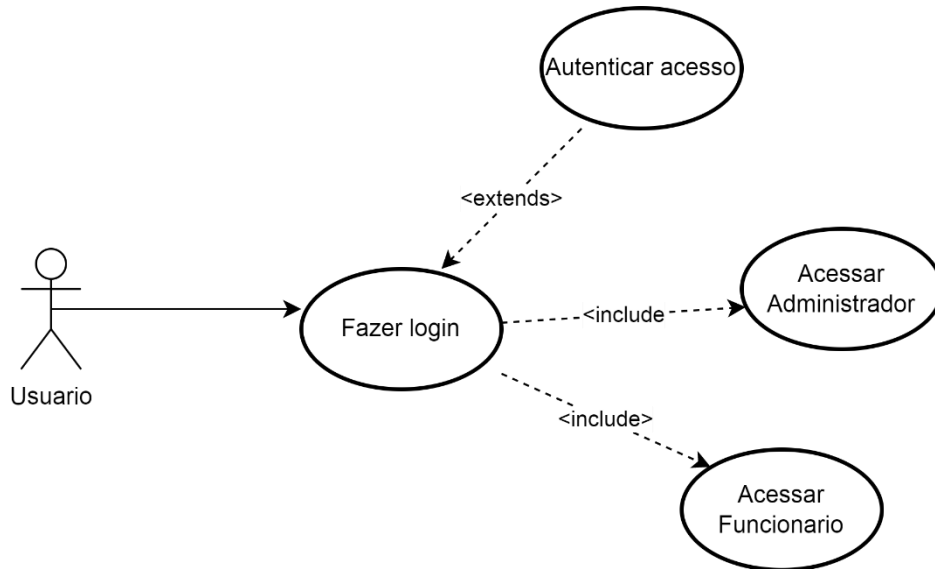 Autenticar acesso
<extends>
Acessar
Administrador
<include
Fazer login
Usuario
<include>
Acessar
Funcionario